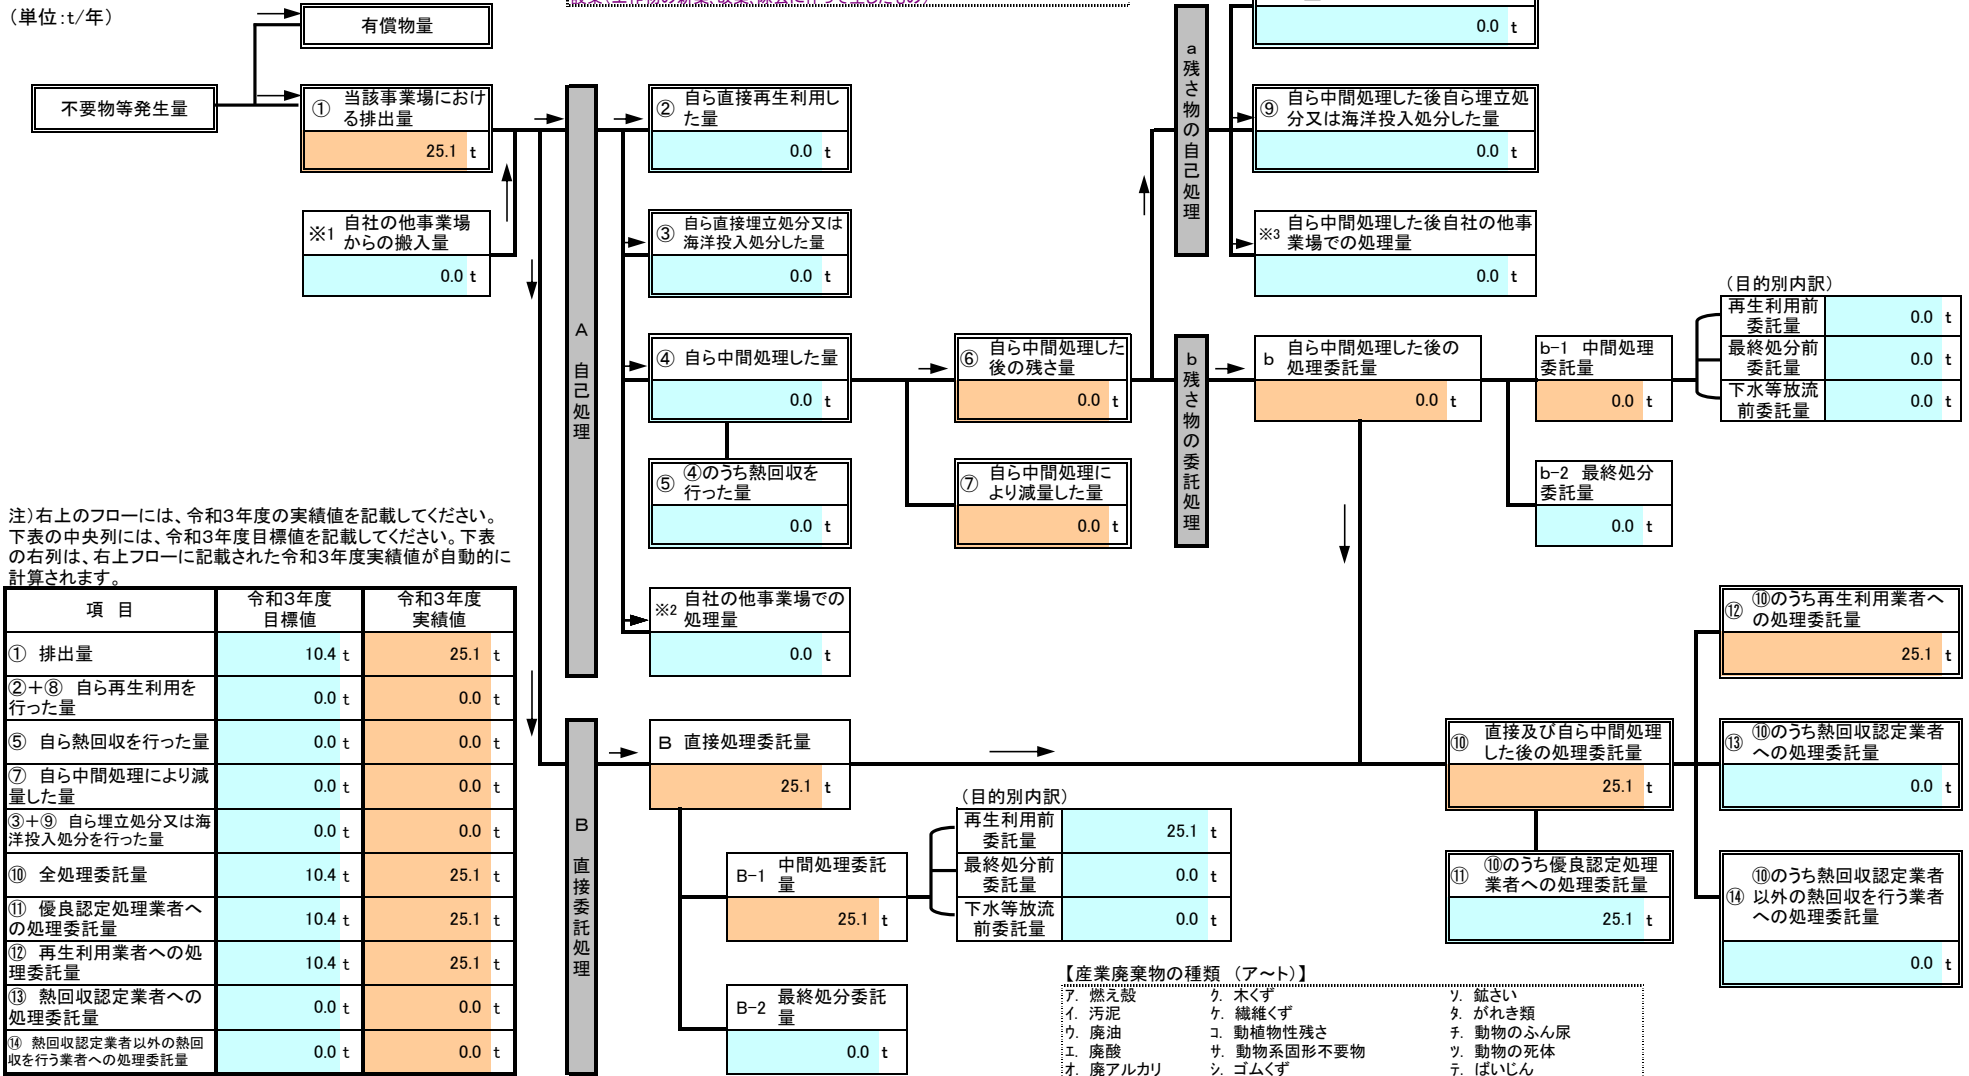 (単位:t/年)
有償物量
不要物等発生量
① 当該事業場におけ
る排出量
25.1 t
※1 自社の他事業場
からの搬入量
0.0 t
A 自己処理
② 自ら直接再生利用し
た量
0.0 t
③ 自ら直接埋立処分又は
海洋投入処分した量
0.0 t
④ 自ら中間処理した量
0.0 t
⑤ ④のうち熱回収を
行った量
0.0 t
※2 自社の他事業場での
処理量
0.0 t
⑥ 自ら中間処理した
後の残さ量
0.0 t
⑦ 自ら中間処理に
より減量した量
0.0 t
a 残さ物の自己処理
0.0 t
⑨ 自ら中間処理した後自ら埋立処
分又は海洋投入処分した量
0.0 t
※3 自ら中間処理した後自社の他事
業場での処理量
0.0 t
b 残さ物の委託処理
b 自ら中間処理した後の
処理委託量
0.0 t
b-1 中間処理
委託量
0.0 t
b-2 最終処分
委託量
0.0 t
(目的別内訳)
再生利用前
委託量 0.0 t
最終処分前
委託量 0.0 t
下水等放流
前委託量 0.0 t
注)右上のフローには、令和3年度の実績値を記載してください。
下表の中央列には、令和3年度目標値を記載してください。下表
の右列は、右上フローに記載された令和3年度実績値が自動的に
計算されます。
項 目 令和3年度 目標値 令和3年度 実績値
① 排出量 10.4 t 25.1 t
②+⑧ 自ら再生利用を
行った量 0.0 t 0.0 t
⑤ 自ら熱回収を行った量 0.0 t 0.0 t
⑦ 自ら中間処理により減
量した量 0.0 t 0.0 t
③+⑨ 自ら埋立処分又は海
洋投入処分を行った量 0.0 t 0.0 t
⑩ 全処理委託量 10.4 t 25.1 t
⑪ 優良認定処理業者へ
の処理委託量 10.4 t 25.1 t
⑫ 再生利用業者への処
理委託量 10.4 t 25.1 t
⑬ 熱回収認定業者への
処理委託量 0.0 t 0.0 t
⑭ 熱回収認定業者以外の熱回
収を行う業者への処理委託量 0.0 t 0.0 t
B 直接委託処理
B 直接処理委託量
25.1 t
B-1 中間処理委託
量
25.1 t
B-2 最終処分委託
量
0.0 t
(目的別内訳)
再生利用前
委託量 25.1 t
最終処分前
委託量 0.0 t
下水等放流
前委託量 0.0 t
⑩ 直接及び自ら中間処理
した後の処理委託量
25.1 t
⑪ ⑩のうち優良認定処理
業者への処理委託量
25.1 t
⑫ ⑩のうち再生利用業者へ
の処理委託量
25.1 t
⑬ ⑩のうち熱回収認定業者
への処理委託量
0.0 t
⑭ ⑩のうち熱回収認定業者
以外の熱回収を行う業者
への処理委託量
0.0 t
【産業廃棄物の種類 (ア~ト)】
ア. 燃え殻 ク. 木くず ソ. 鉱さい
イ. 汚泥 ケ. 繊維くず タ. がれき類
ウ. 廃油 コ. 動植物性残さ チ. 動物のふん尿
エ. 廃酸 サ. 動物系固形不要物 ツ. 動物の死体
オ. 廃アルカリ シ. ゴムくず テ. ばいじん